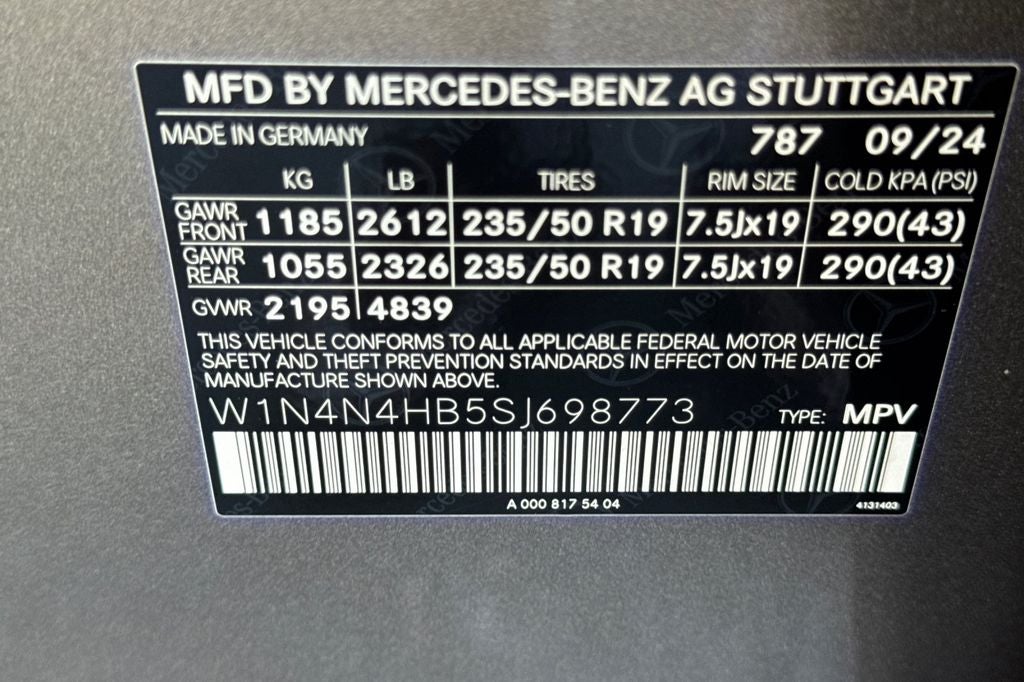 MFD BY MERCEDES-BENZ AG STUTTGART
MADE IN GERMANY 787 09/24
KG LB TIRES RIM SIZE COLD KPA (PSI)
GAWR FRONT 1185 2612 235/50 R19 7.5Jx19 290(43)
GAWR REAR 1055 2326 235/50 R19 7.5Jx19 290(43)
GVWR 2195 4839
THIS VEHICLE CONFORMS TO ALL APPLICABLE FEDERAL MOTOR VEHICLE
SAFETY AND THEFT PREVENTION STANDARDS IN EFFECT ON THE DATE OF
MANUFACTURE SHOWN ABOVE.
W1N4N4HB5SJ698773 TYPE: MPV
A 000 817 54 04 4131403